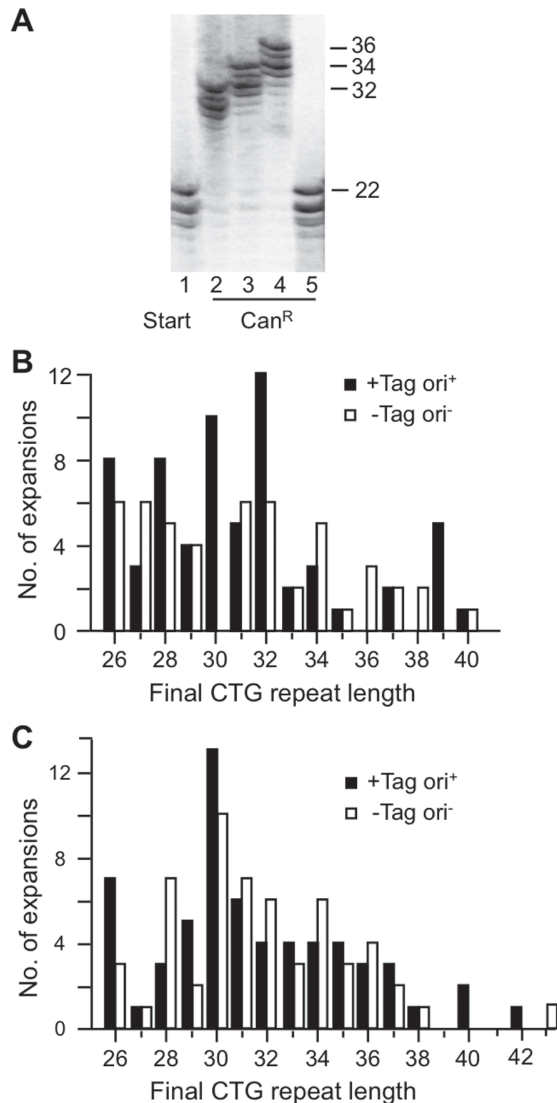 A
36
34
32
22
1 2 3 4 5
Start Can^R
B
12
+Tag ori⁺
-Tag ori⁻
8
4
0
No. of expansions
26 28 30 32 34 36 38 40
Final CTG repeat length
C
12
+Tag ori⁺
-Tag ori⁻
8
4
0
No. of expansions
26 28 30 32 34 36 38 40 42
Final CTG repeat length